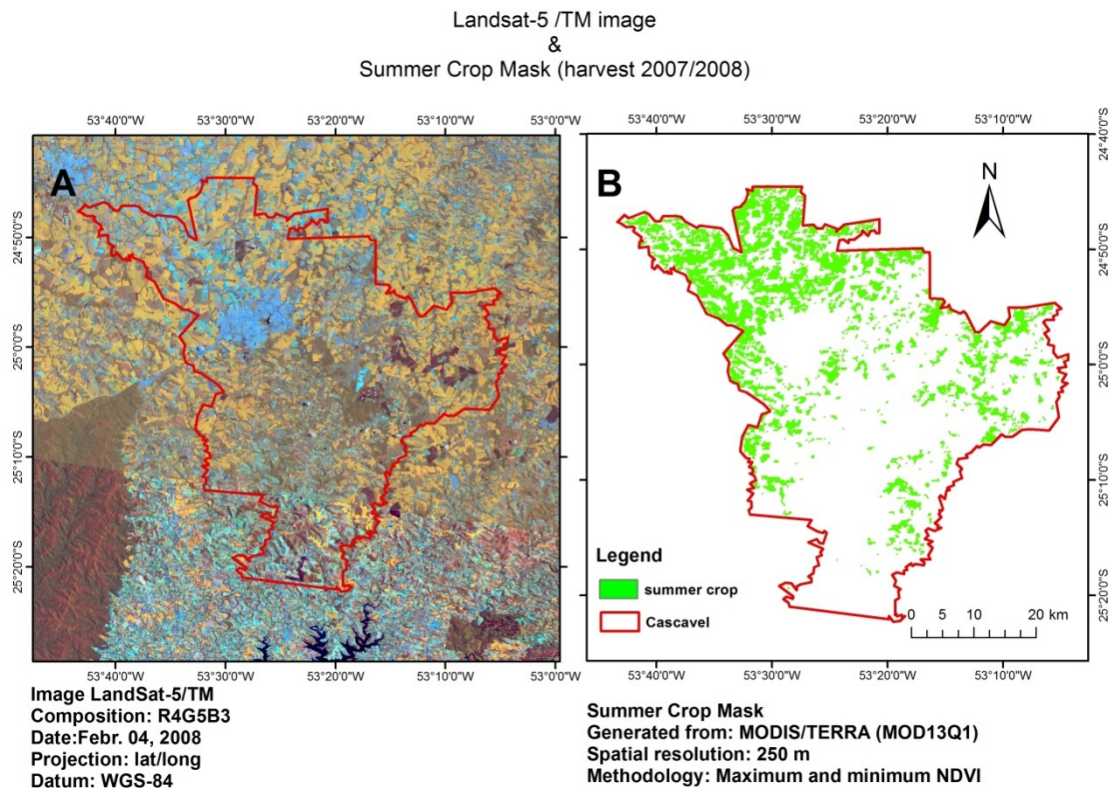 Landsat-5 /TM image
&
Summer Crop Mask (harvest 2007/2008)
53°40'0"W 53°30'0"W 53°20'0"W 53°10'0"W 53°0'0"W
A
24°50'0"S
25°0'0"S
25°10'0"S
25°20'0"S
24°50'0"S
53°40'0"W 53°30'0"W 53°20'0"W 53°10'0"W 53°0'0"W
53°40'0"W 53°30'0"W 53°20'0"W 53°10'0"W
B
N
24°40'0"S
24°50'0"S
25°0'0"S
25°10'0"S
25°20'0"S
Legend
summer crop
Cascavel
0 5 10 20 km
53°40'0"W 53°30'0"W 53°20'0"W 53°10'0"W
Image LandSat-5/TM
Composition: R4G5B3
Date:Febr. 04, 2008
Projection: lat/long
Datum: WGS-84
Summer Crop Mask
Generated from: MODIS/TERRA (MOD13Q1)
Spatial resolution: 250 m
Methodology: Maximum and minimum NDVI